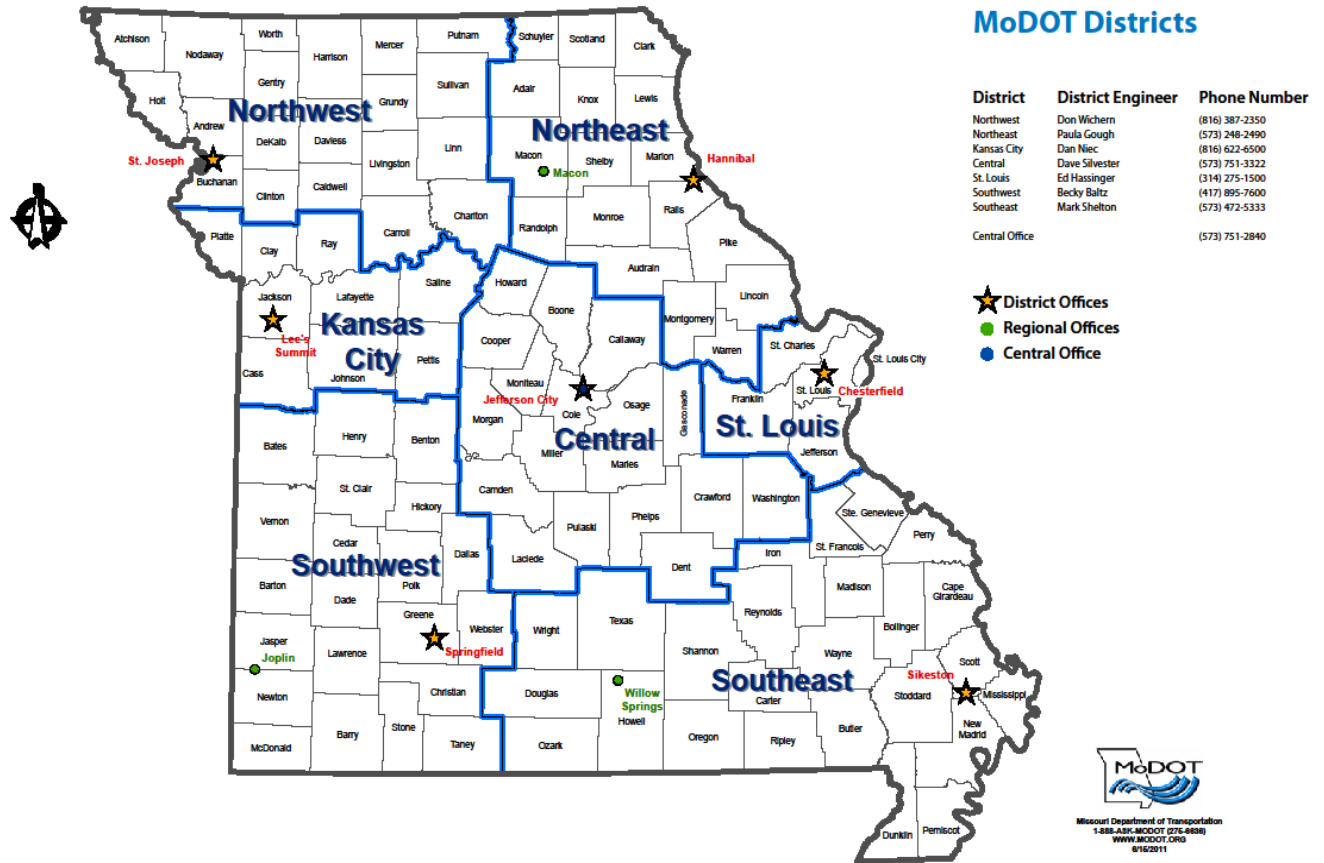 MoDOT Districts
District District Engineer Phone Number
Northwest Don Wichern (816) 387-2350
Northeast Paula Gough (573) 248-2490
Kansas City Dan Niec (816) 622-6500
Central Dave Silvester (573) 751-3322
St. Louis Ed Hassinger (314) 275-1500
Southwest Becky Baltz (417) 895-7600
Southeast Mark Shelton (573) 472-5333
Central Office (573) 751-2840
District Offices
Regional Offices
Central Office
Northwest
Atchison
Nodaway
Worth
Harrison
Mercer
Putnam
Holt
Gentry
Grundy
Sullivan
Andrew
DeKalb
Daviess
Livingston
Linn
St. Joseph
Buchanan
Clinton
Caldwell
Carroll
Chariton
Northeast
Schuyler
Scotland
Clark
Adair
Knox
Lewis
Macon
Shelby
Marion
Macon
Hannibal
Randolph
Monroe
Ralls
Pike
Audrain
Montgomery
Lincoln
Warren
Kansas
City
Platte
Clay
Ray
Jackson
Lafayette
Saline
Lee's
Summit
Cass
Johnson
Pettis
Central
Howard
Boone
Cooper
Callaway
Moniteau
Jefferson City
Cole
Osage
Gasconade
Morgan
Miller
Maries
Camden
Pulaski
Phelps
Crawford
Washington
Laclede
Dent
St. Louis
St. Charles
St. Louis City
St. Louis
Chesterfield
Franklin
Jefferson
Southwest
Bates
Henry
Benton
St. Clair
Hickory
Vernon
Cedar
Dallas
Barton
Polk
Dade
Greene
Webster
Jasper
Joplin
Lawrence
Springfield
Newton
Christian
McDonald
Barry
Stone
Taney
Southeast
Ste. Genevieve
St. Francois
Perry
Iron
Madison
Cape
Girardeau
Reynolds
Bollinger
Wright
Texas
Shannon
Wayne
Scott
Sikeston
Douglas
Willow
Springs
Howell
Carter
Stoddard
Mississippi
Ozark
Oregon
Ripley
Butler
New
Madrid
Dunklin
Pemiscot
MoDOT
Missouri Department of Transportation
1-888-ASK-MODOT (275-6636)
WWW.MODOT.ORG
6/15/2011